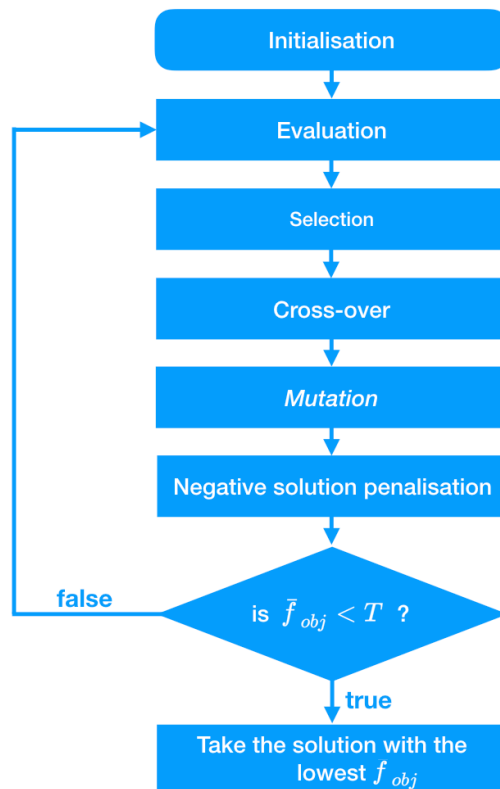 Initialisation
Evaluation
Selection
Cross-over
Mutation
Negative solution penalisation
false
is f̄ obj < T ?
true
Take the solution with the
lowest f obj